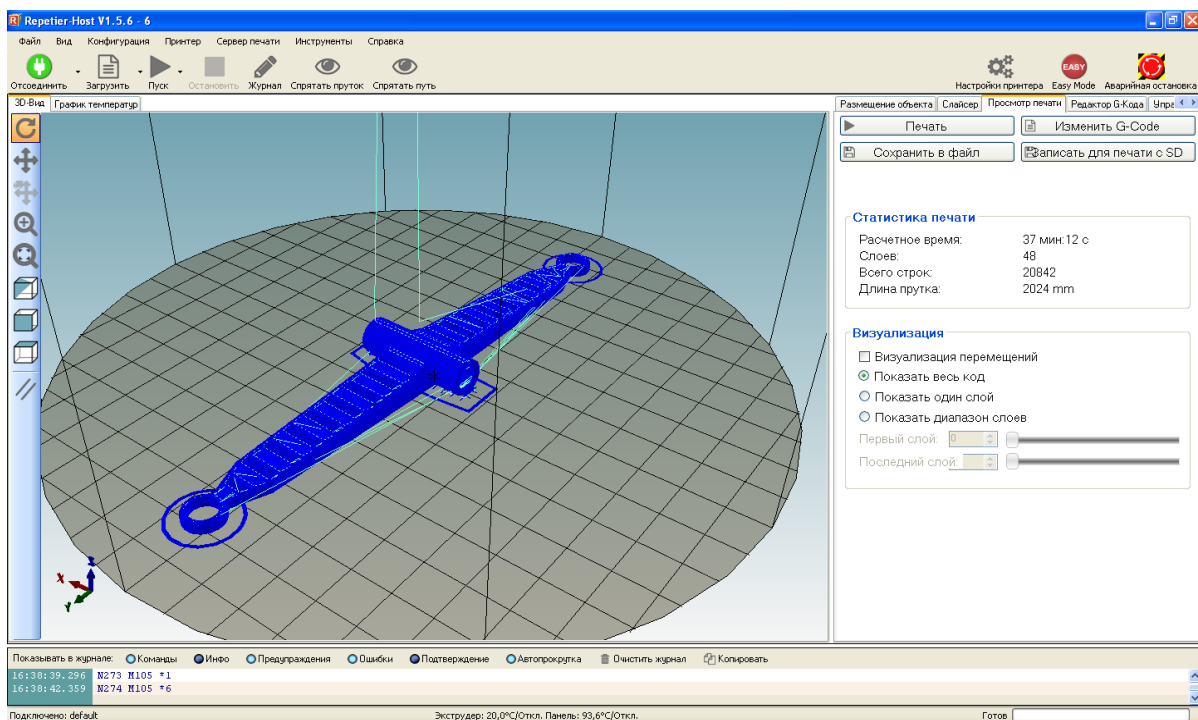 Repetier-Host V1.5.6 - 6
Файл Вид Конфигурация Принтер Сервер печати Инструменты Справка
Отсоединить Загрузить Пуск Остановить Журнал Спрятать пруток Спрятать путь Настройки принтера EASY Easy Mode Аварийная остановка
3D-Вид График температур
Размещение объекта Слайсер Просмотр печати Редактор G-Кода Упра
Печать Изменить G-Code
Сохранить в файл Записать для печати с SD
Статистика печати
Расчетное время: 37 мин:12 с
Слоев: 48
Всего строк: 20842
Длина прутка: 2024 mm
Визуализация
Визуализация перемещений
Показать весь код
Показать один слой
Показать диапазон слоев
Первый слой: 0
Последний слой:
Z
X
Y
Показывать в журнале: Команды Инфо Предупраждения Ошибки Подтверждение Автопрокрутка Очистить журнал Копировать
16:38:39.296 N273 M105 *1
16:38:42.359 N274 M105 *6
Подключено: default Экструдер: 20,0°C/Откл. Панель: 93,6°C/Откл. Готов